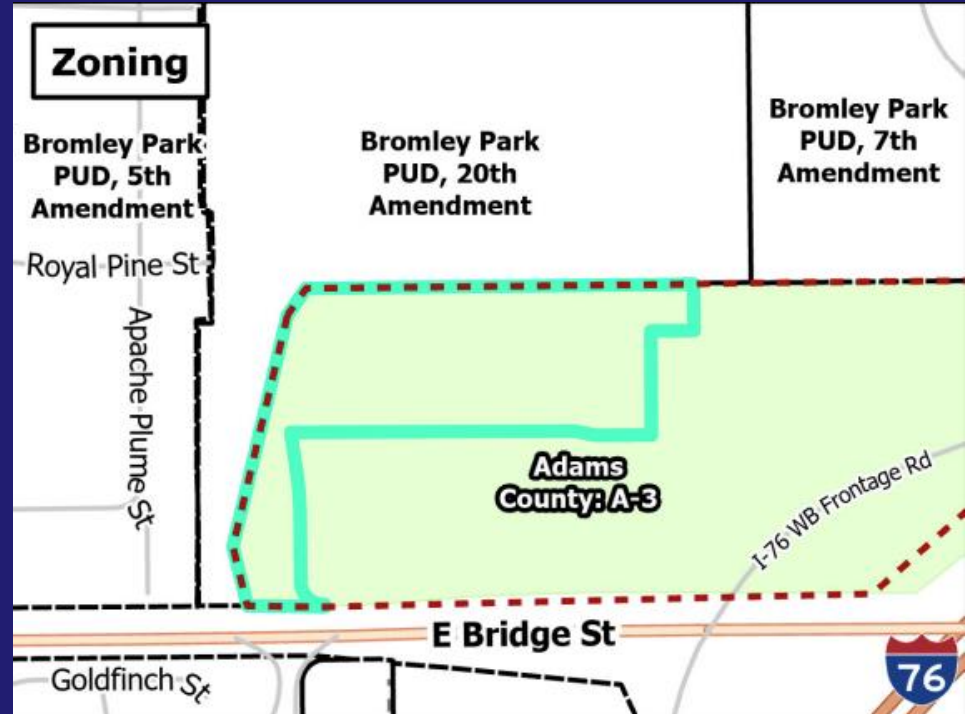 Zoning
Bromley Park
PUD, 5th
Amendment
Bromley Park
PUD, 20th
Amendment
Bromley Park
PUD, 7th
Amendment
Royal Pine St
Apache Plume St
Adams
County: A-3
I-76 WB Frontage Rd
E Bridge St
Goldfinch St
76